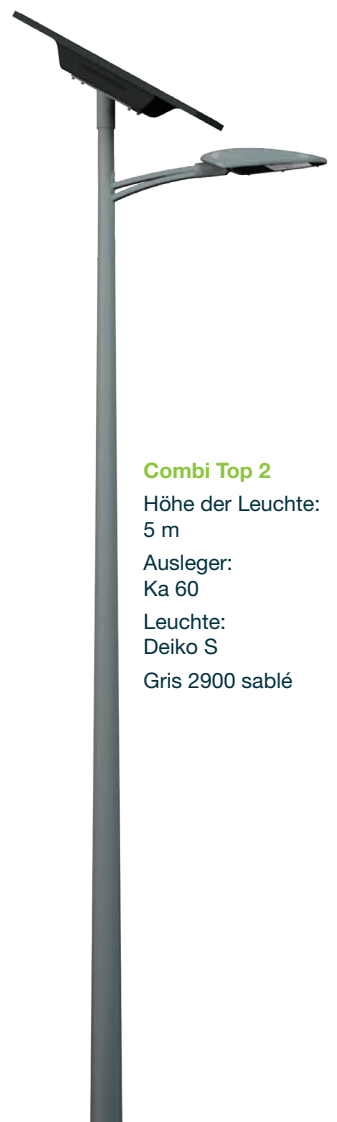 Combi Top 2
Höhe der Leuchte:
5 m
Ausleger:
Ka 60
Leuchte:
Deiko S
Gris 2900 sablé